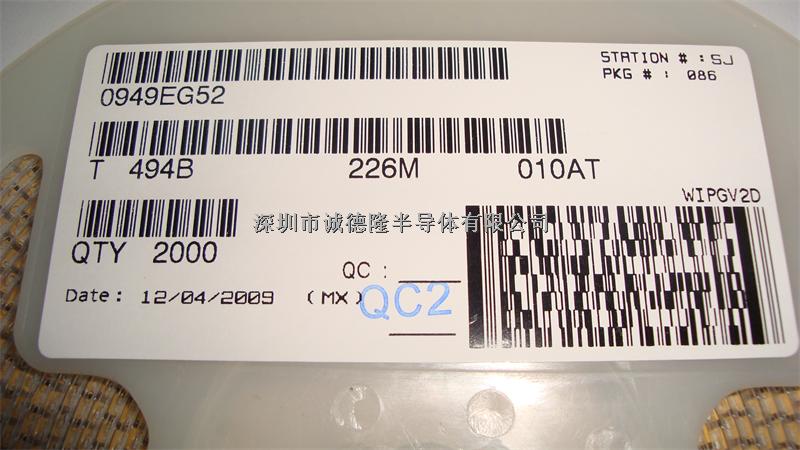 STATION # : SJ
PKG # : 086
0949EG52
T 494B 226M 010AT
WIPGV2D
深圳市诚德隆半导体有限公司
QTY 2000
QC :
Date: 12/04/2009 (MX) QC2